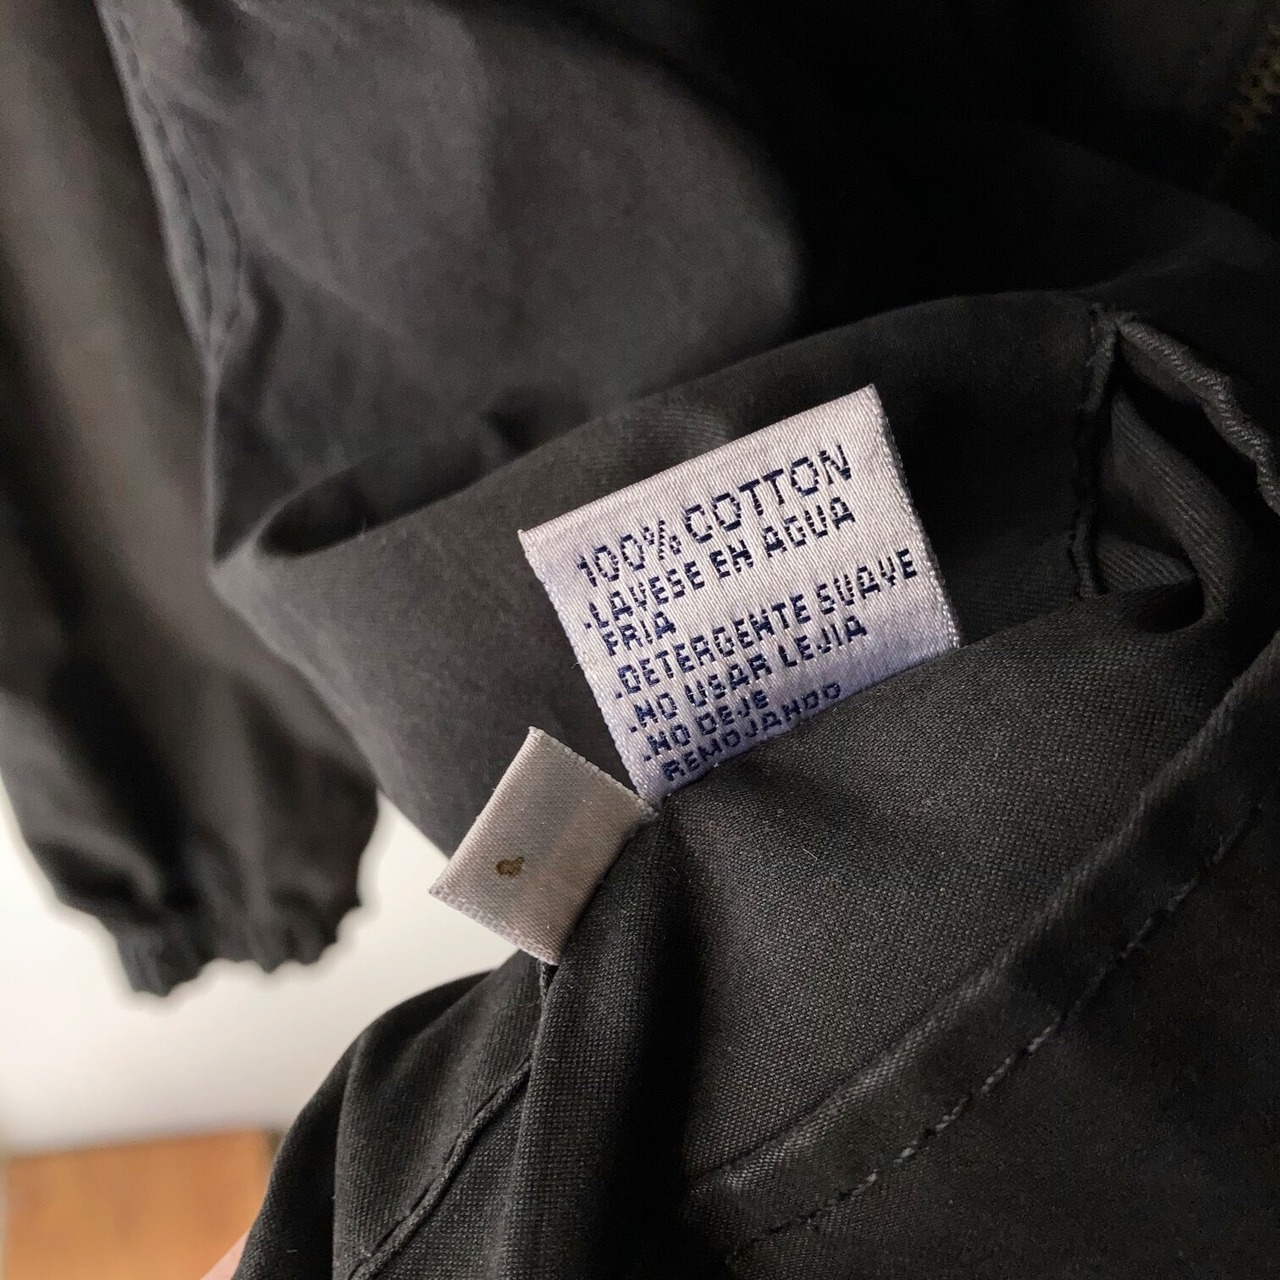 100% COTTON
.LAVESE EN AGUA
FRIA
.DETERGENTE SUAVE
.NO USAR LEJIA
.NO DEJE
REMOJANDO